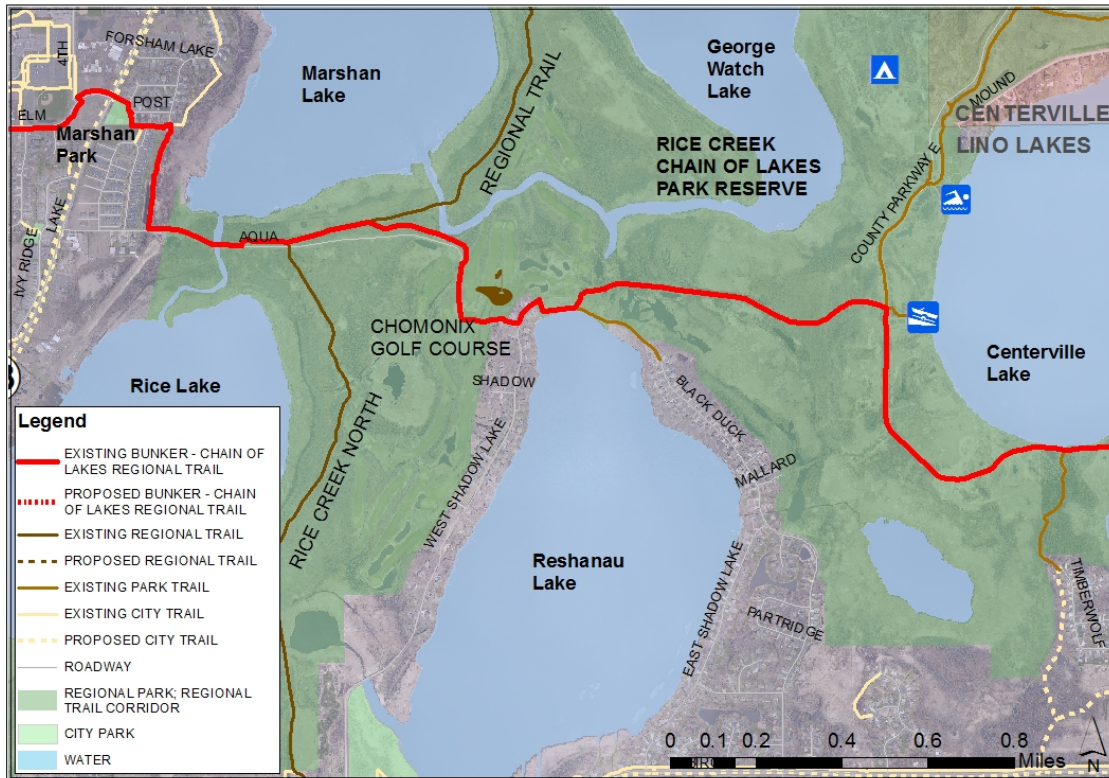 FORSHAM LAKE
4TH
POST
ELM
Marshan
Park
Marshan
Lake
REGIONAL TRAIL
George
Watch
Lake
MOUND
CENTERVILLE
LINO LAKES
RICE CREEK
CHAIN OF LAKES
PARK RESERVE
COUNTY PARKWAY E
IVY RIDGE
LAKE
AQUA
CHOMONIX
GOLF COURSE
Centerville
Lake
Rice Lake
SHADOW
BLACK DUCK
MALLARD
RICE CREEK NORTH
WEST SHADOW LAKE
Reshanau
Lake
EAST SHADOW LAKE
PARTRIDGE
TIMBERWOLF
Legend
EXISTING BUNKER - CHAIN OF
LAKES REGIONAL TRAIL
PROPOSED BUNKER - CHAIN
OF LAKES REGIONAL TRAIL
EXISTING REGIONAL TRAIL
PROPOSED REGIONAL TRAIL
EXISTING PARK TRAIL
EXISTING CITY TRAIL
PROPOSED CITY TRAIL
ROADWAY
REGIONAL PARK; REGIONAL
TRAIL CORRIDOR
CITY PARK
WATER
0 0.1 0.2 0.4 0.6 0.8
Miles
N